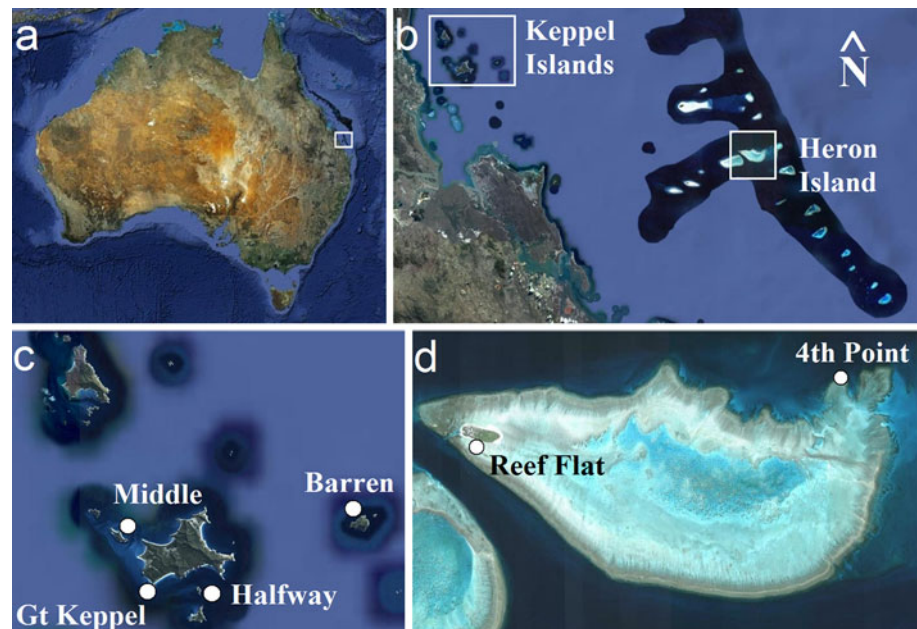 a
b
Keppel
Islands
N
Heron
Island
c
Middle
Barren
Gt Keppel
Halfway
d
4th Point
Reef Flat